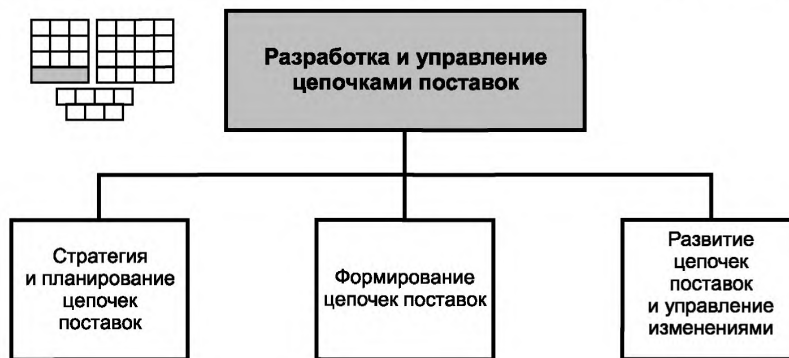 Разработка и управление
цепочками поставок
Стратегия
и планирование
цепочек
поставок
Формирование
цепочек поставок
Развитие
цепочек
поставок
и управление
изменениями